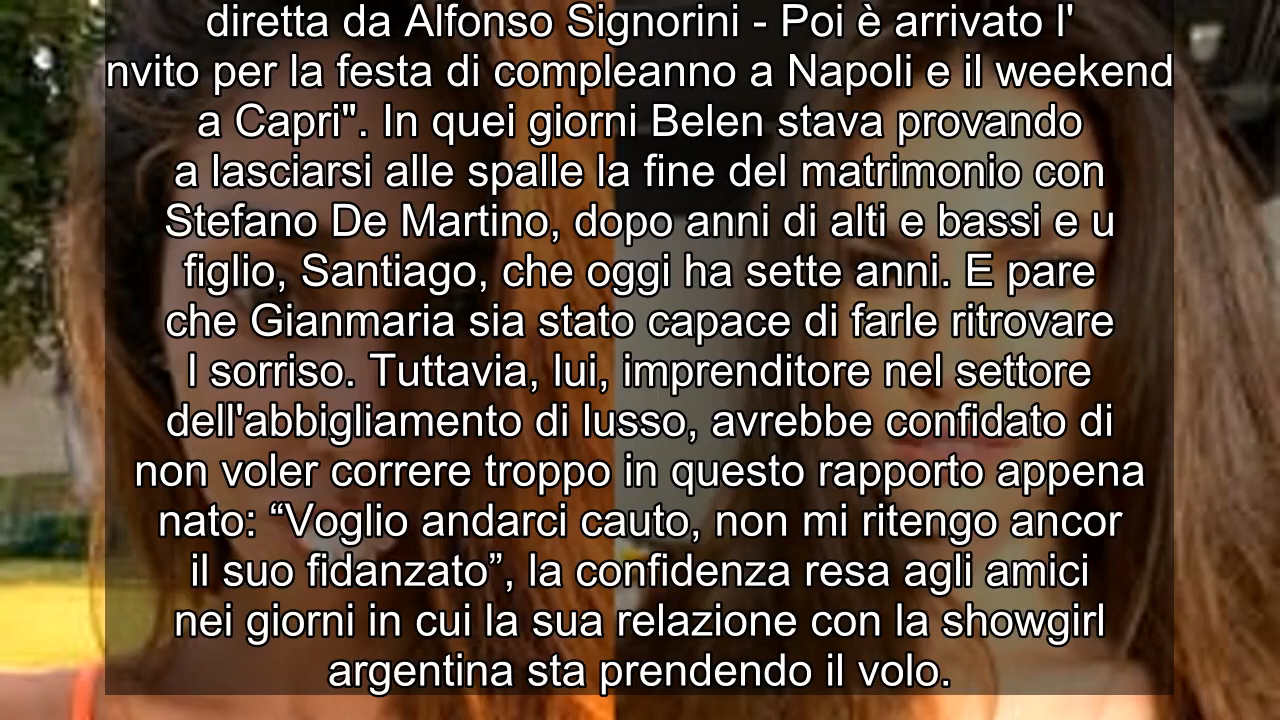 diretta da Alfonso Signorini - Poi è arrivato l'
nvito per la festa di compleanno a Napoli e il weekend
a Capri". In quei giorni Belen stava provando
a lasciarsi alle spalle la fine del matrimonio con
Stefano De Martino, dopo anni di alti e bassi e u
figlio, Santiago, che oggi ha sette anni. E pare
che Gianmaria sia stato capace di farle ritrovare
l sorriso. Tuttavia, lui, imprenditore nel settore
dell'abbigliamento di lusso, avrebbe confidato di
non voler correre troppo in questo rapporto appena
nato: “Voglio andarci cauto, non mi ritengo ancor
il suo fidanzato”, la confidenza resa agli amici
nei giorni in cui la sua relazione con la showgirl
argentina sta prendendo il volo.